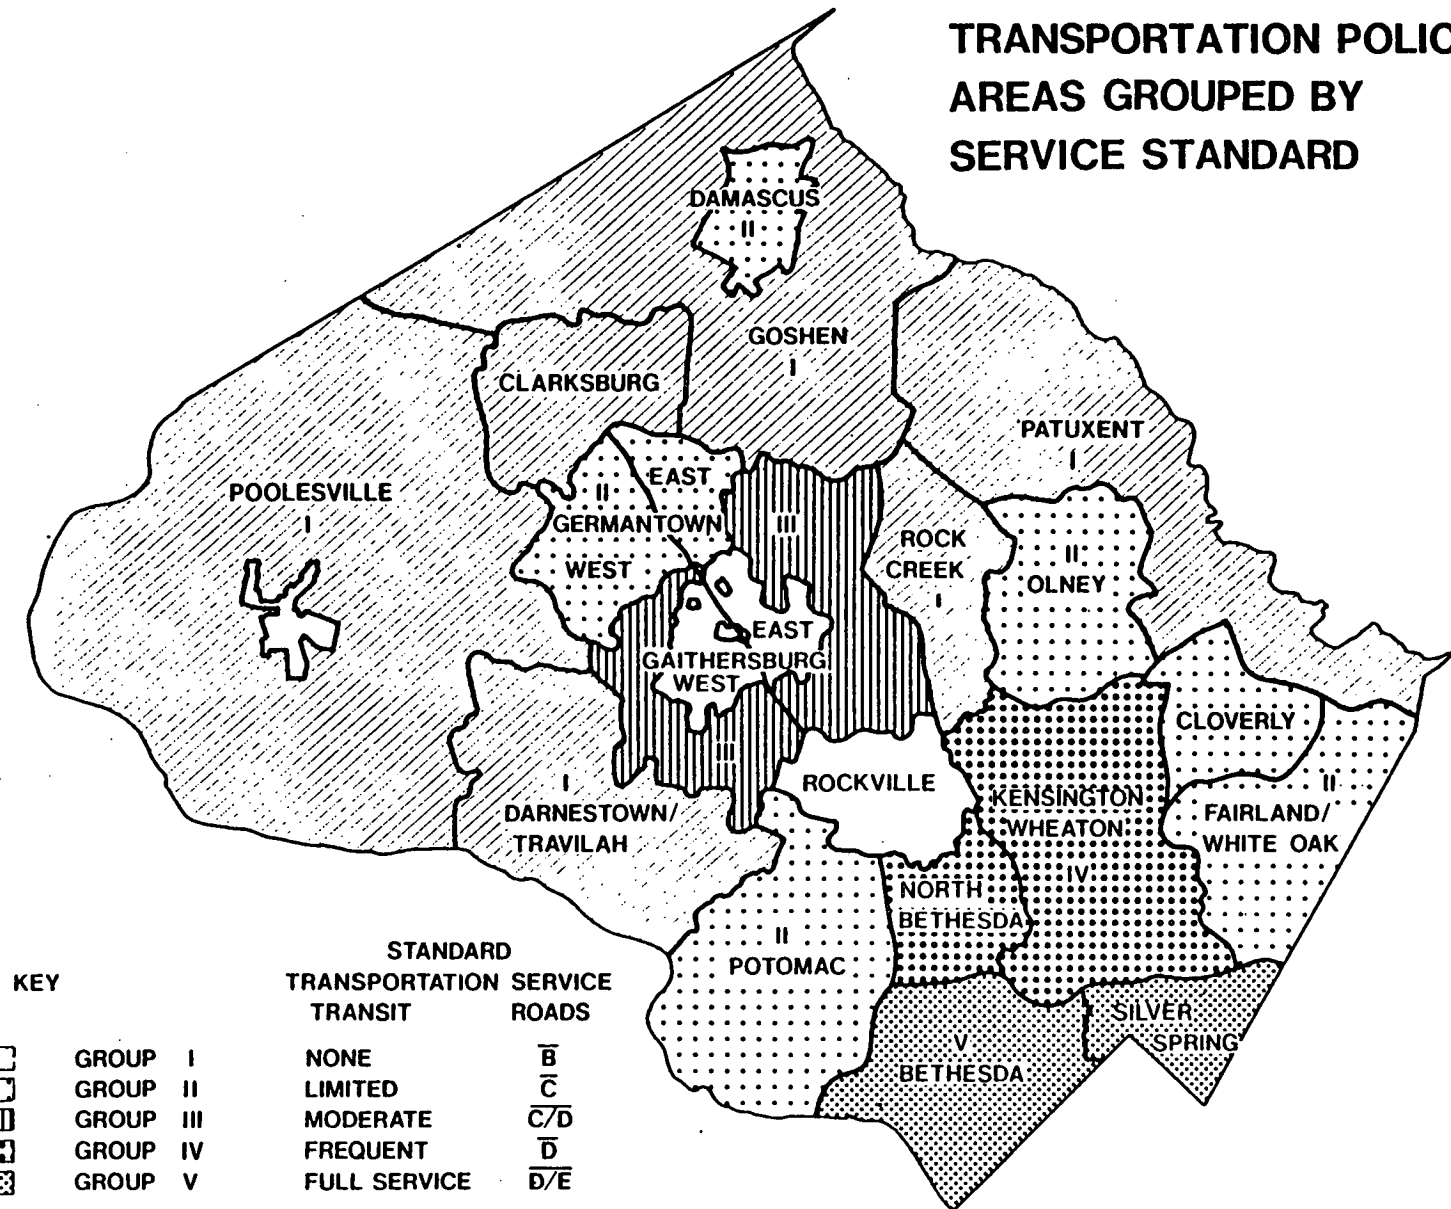 TRANSPORTATION POLIC
AREAS GROUPED BY
SERVICE STANDARD
DAMASCUS
II
GOSHEN
I
CLARKSBURG
PATUXENT
I
POOLESVILLE
I
EAST
II
GERMANTOWN
WEST
III
ROCK
CREEK
I
II
OLNEY
EAST
GAITHERSBURG
WEST
III
CLOVERLY
ROCKVILLE
I
DARNESTOWN/
TRAVILAH
KENSINGTON
WHEATON
IV
II
FAIRLAND/
WHITE OAK
NORTH
BETHESDA
II
POTOMAC
SILVER
SPRING
V
BETHESDA
KEY
STANDARD
TRANSPORTATION SERVICE
TRANSIT ROADS
GROUP I NONE B̅
GROUP II LIMITED C̅
GROUP III MODERATE C̅/̅D̅
GROUP IV FREQUENT D̅
GROUP V FULL SERVICE D̅/̅E̅